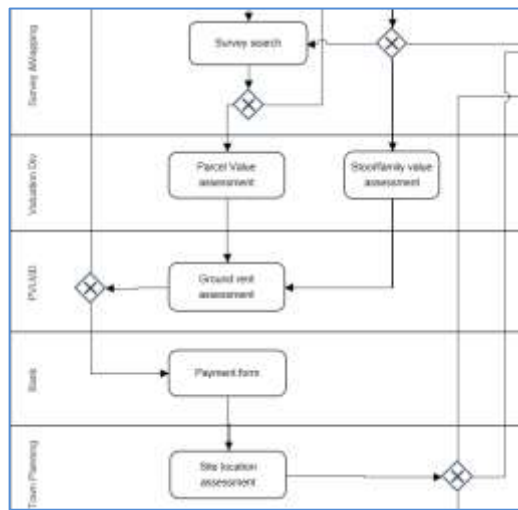 Survey &Mapping
Survey search
Valuation Div
Parcel Value
assessment
Stool/family value
assessment
PVLMD
Ground rent
assessment
Bank
Payment form
Town Planning
Site location
assessment